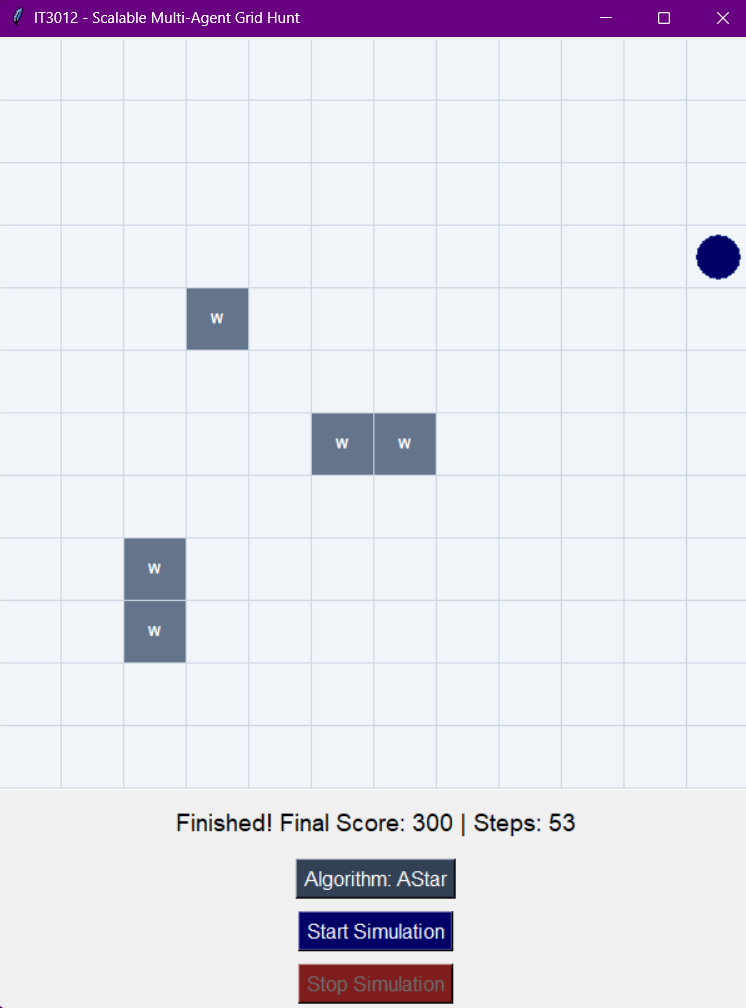 IT3012 - Scalable Multi-Agent Grid Hunt
W
W W
W
W
Finished! Final Score: 300 | Steps: 53
Algorithm: AStar
Start Simulation
Stop Simulation